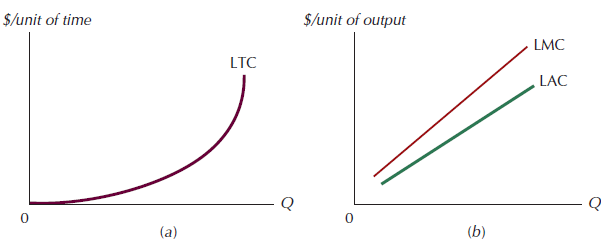 $/unit of time
LTC
0
Q
(a)
$/unit of output
LMC
LAC
0
Q
(b)